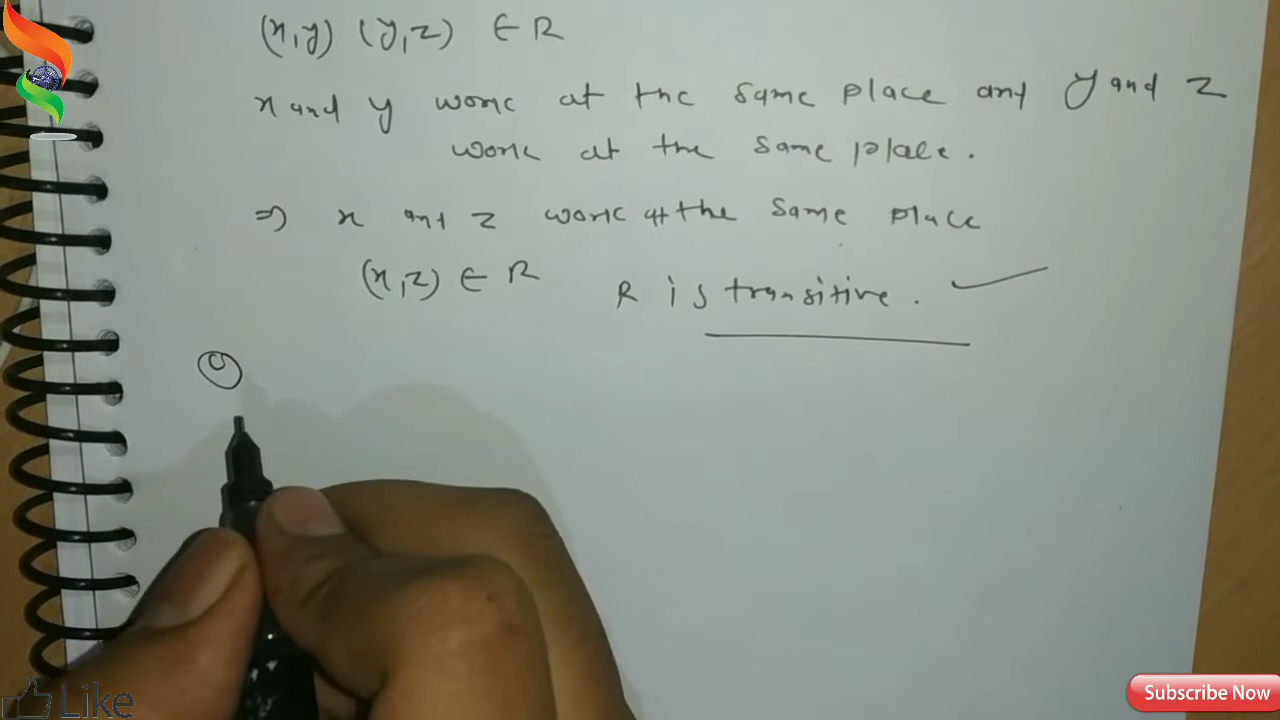 (x,y) (y,z) ∈ R
x and y work at the same place and y and z
work at the same place.
⇒ x and z work at the same place
(x,z) ∈ R R is transitive. ✓
Like
Subscribe Now